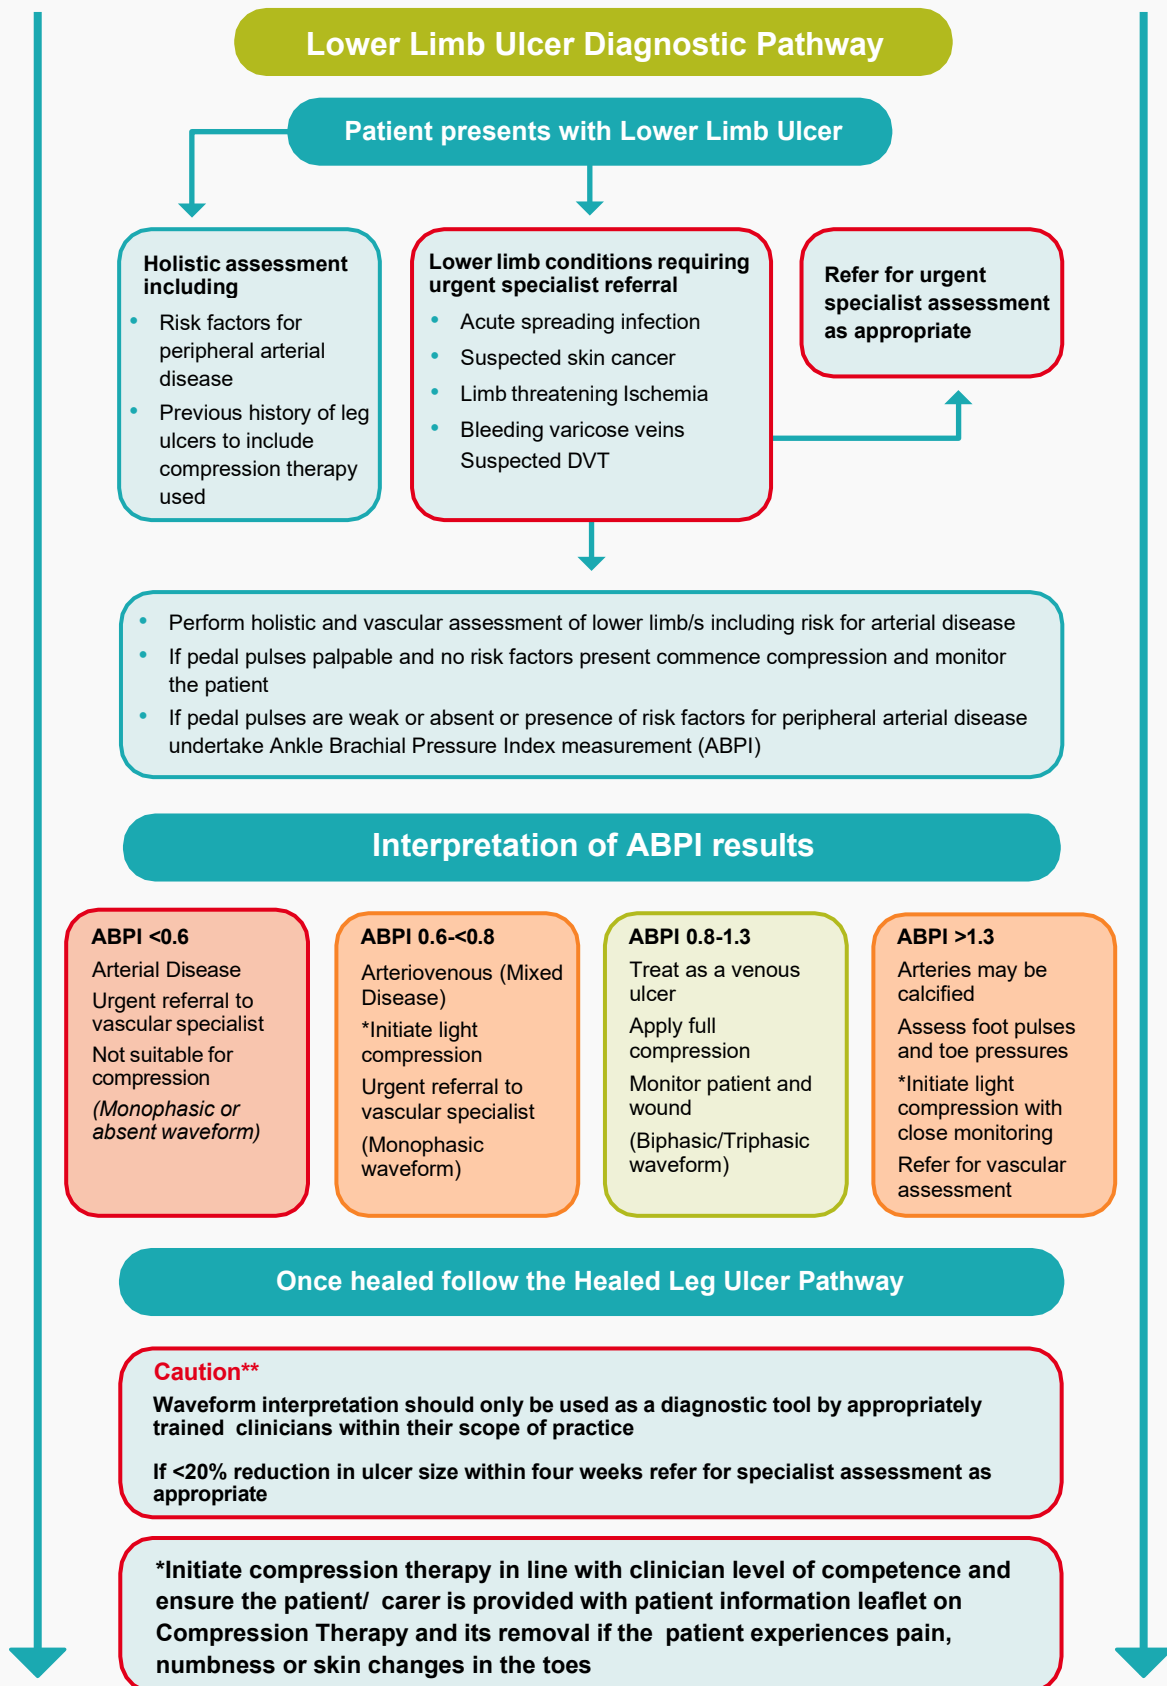 Lower Limb Ulcer Diagnostic Pathway
Patient presents with Lower Limb Ulcer
Holistic assessment
including
• Risk factors for
peripheral arterial
disease
• Previous history of leg
ulcers to include
compression therapy
used
Lower limb conditions requiring
urgent specialist referral
• Acute spreading infection
• Suspected skin cancer
• Limb threatening Ischemia
• Bleeding varicose veins
Suspected DVT
Refer for urgent
specialist assessment
as appropriate
• Perform holistic and vascular assessment of lower limb/s including risk for arterial disease
• If pedal pulses palpable and no risk factors present commence compression and monitor
the patient
• If pedal pulses are weak or absent or presence of risk factors for peripheral arterial disease
undertake Ankle Brachial Pressure Index measurement (ABPI)
Interpretation of ABPI results
ABPI <0.6
Arterial Disease
Urgent referral to
vascular specialist
Not suitable for
compression
(Monophasic or
absent waveform)
ABPI 0.6-<0.8
Arteriovenous (Mixed
Disease)
*Initiate light
compression
Urgent referral to
vascular specialist
(Monophasic
waveform)
ABPI 0.8-1.3
Treat as a venous
ulcer
Apply full
compression
Monitor patient and
wound
(Biphasic/Triphasic
waveform)
ABPI >1.3
Arteries may be
calcified
Assess foot pulses
and toe pressures
*Initiate light
compression with
close monitoring
Refer for vascular
assessment
Once healed follow the Healed Leg Ulcer Pathway
Caution**
Waveform interpretation should only be used as a diagnostic tool by appropriately
trained clinicians within their scope of practice
If <20% reduction in ulcer size within four weeks refer for specialist assessment as
appropriate
*Initiate compression therapy in line with clinician level of competence and
ensure the patient/ carer is provided with patient information leaflet on
Compression Therapy and its removal if the patient experiences pain,
numbness or skin changes in the toes